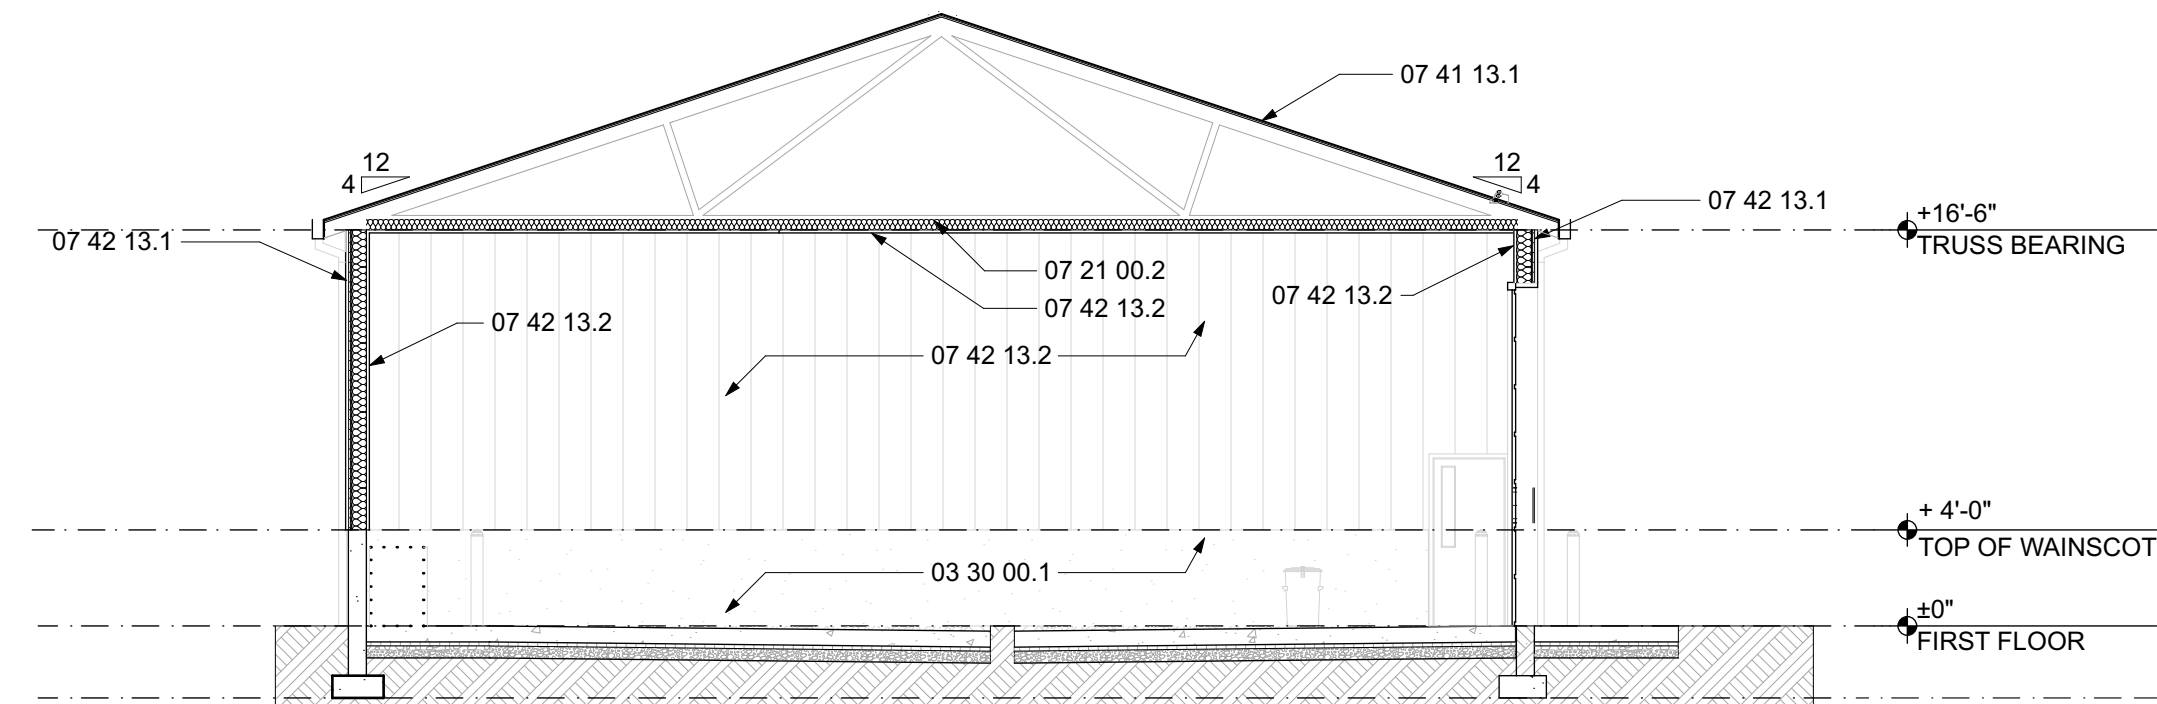 07 41 13.1
12
4
12
4
07 42 13.1
+16'-6"
TRUSS BEARING
07 42 13.1
07 21 00.2
07 42 13.2
07 42 13.2
07 42 13.2
07 42 13.2
+ 4'-0"
TOP OF WAINSCOT
03 30 00.1
±0"
FIRST FLOOR